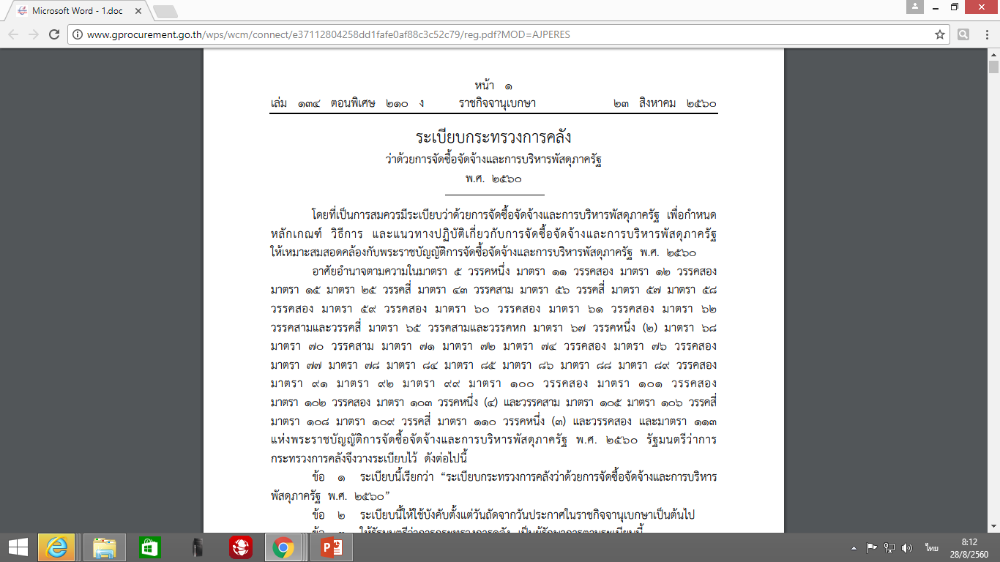 Microsoft Word - 1.doc
www.gprocurement.go.th/wps/wcm/connect/e37112804258dd1fafe0af88c3c52c79/reg.pdf?MOD=AJPERES
หน้า ๑
เล่ม ๑๓๔ ตอนพิเศษ ๒๑๐ ง ราชกิจจานุเบกษา ๒๓ สิงหาคม ๒๕๖๐
ระเบียบกระทรวงการคลัง
ว่าด้วยการจัดซื้อจัดจ้างและการบริหารพัสดุภาครัฐ
พ.ศ. ๒๕๖๐
โดยที่เป็นการสมควรมีระเบียบว่าด้วยการจัดซื้อจัดจ้างและการบริหารพัสดุภาครัฐ เพื่อกำหนด
หลักเกณฑ์ วิธีการ และแนวทางปฏิบัติเกี่ยวกับการจัดซื้อจัดจ้างและการบริหารพัสดุภาครัฐ
ให้เหมาะสมสอดคล้องกับพระราชบัญญัติการจัดซื้อจัดจ้างและการบริหารพัสดุภาครัฐ พ.ศ. ๒๕๖๐
อาศัยอำนาจตามความในมาตรา ๕ วรรคหนึ่ง มาตรา ๑๑ วรรคสอง มาตรา ๑๒ วรรคสอง
มาตรา ๑๕ มาตรา ๒๕ วรรคสี่ มาตรา ๔๓ วรรคสาม มาตรา ๕๖ วรรคสี่ มาตรา ๕๗ มาตรา ๕๘
วรรคสอง มาตรา ๕๙ วรรคสอง มาตรา ๖๐ วรรคสอง มาตรา ๖๑ วรรคสอง มาตรา ๖๒
วรรคสามและวรรคสี่ มาตรา ๖๕ วรรคสามและวรรคหก มาตรา ๖๗ วรรคหนึ่ง (๒) มาตรา ๖๘
มาตรา ๗๐ วรรคสาม มาตรา ๗๑ มาตรา ๗๒ มาตรา ๗๔ วรรคสอง มาตรา ๗๖ วรรคสอง
มาตรา ๗๗ มาตรา ๗๘ มาตรา ๘๔ มาตรา ๘๕ มาตรา ๘๖ มาตรา ๘๘ มาตรา ๘๙ วรรคสอง
มาตรา ๙๑ มาตรา ๙๒ มาตรา ๙๙ มาตรา ๑๐๐ วรรคสอง มาตรา ๑๐๑ วรรคสอง
มาตรา ๑๐๒ วรรคสอง มาตรา ๑๐๓ วรรคหนึ่ง (๔) และวรรคสาม มาตรา ๑๐๕ มาตรา ๑๐๖ วรรคสี่
มาตรา ๑๐๘ มาตรา ๑๐๙ วรรคสี่ มาตรา ๑๑๐ วรรคหนึ่ง (๓) และวรรคสอง และมาตรา ๑๑๓
แห่งพระราชบัญญัติการจัดซื้อจัดจ้างและการบริหารพัสดุภาครัฐ พ.ศ. ๒๕๖๐ รัฐมนตรีว่าการ
กระทรวงการคลังจึงวางระเบียบไว้ ดังต่อไปนี้
ข้อ ๑ ระเบียบนี้เรียกว่า “ระเบียบกระทรวงการคลังว่าด้วยการจัดซื้อจัดจ้างและการบริหาร
พัสดุภาครัฐ พ.ศ. ๒๕๖๐”
ข้อ ๒ ระเบียบนี้ให้ใช้บังคับตั้งแต่วันถัดจากวันประกาศในราชกิจจานุเบกษาเป็นต้นไป
ข้อ ๓ ให้รัฐมนตรีว่าการกระทรวงการคลัง เป็นผู้รักษาการตามระเบียบนี้
ไทย
8:12
28/8/2560